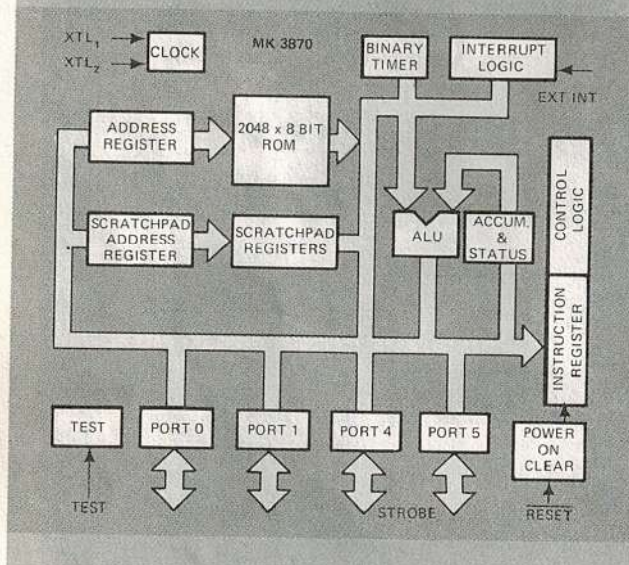 XTL1
XTL2
CLOCK
MK 3870
BINARY
TIMER
INTERRUPT
LOGIC
EXT INT
ADDRESS
REGISTER
2048 x 8 BIT
ROM
SCRATCHPAD
ADDRESS
REGISTER
SCRATCHPAD
REGISTERS
ALU
ACCUM.
&
STATUS
CONTROL
LOGIC
INSTRUCTION
REGISTER
TEST
PORT 0
PORT 1
PORT 4
PORT 5
POWER
ON
CLEAR
TEST
STROBE
RESET